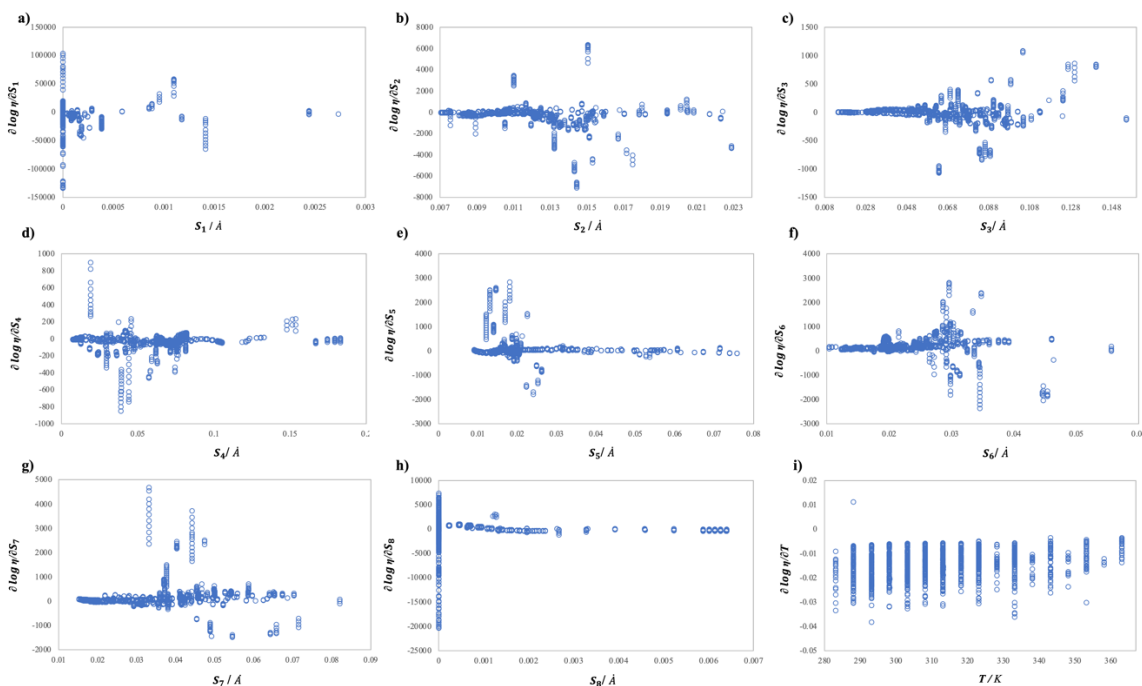 a)
150000
100000
50000
0
-50000
-100000
-150000
∂ log η/∂S₁
0 0.0005 0.001 0.0015 0.002 0.0025 0.003
S₁/ Å
b)
8000
6000
4000
2000
0
-2000
-4000
-6000
8000
∂ log η/∂S₂
0.007 0.009 0.011 0.013 0.015 0.017 0.019 0.021 0.023
S₂/ Å
c)
1500
1000
500
0
-500
-1000
-1500
∂ log η/∂S₃
0.008 0.028 0.048 0.068 0.088 0.108 0.128 0.148
S₃/ Å
d)
1000
800
600
400
200
0
-200
-400
-600
-800
-1000
∂ log η/∂S₄
0 0.05 0.1 0.15 0.2
S₄/ Å
e)
4000
3000
2000
1000
0
-1000
-2000
-3000
∂ log η/∂S₅
0 0.01 0.02 0.03 0.04 0.05 0.06 0.07 0.08
S₅/ Å
f)
4000
3000
2000
1000
0
-1000
-2000
-3000
∂ log η/∂S₆
0.01 0.02 0.03 0.04 0.05 0.0
S₆/ Å
g)
5000
4000
3000
2000
1000
0
-1000
-2000
∂ log η/∂S₇
0.01 0.02 0.03 0.04 0.05 0.06 0.07 0.08 0.09
S₇/ Å
h)
10000
5000
0
-5000
-10000
-15000
-20000
-25000
∂ log η/∂S₈
0 0.001 0.002 0.003 0.004 0.005 0.006 0.007
S₈/ Å
i)
0.02
0.01
0
-0.01
-0.02
-0.03
-0.04
-0.05
∂ log η/∂T
280 290 300 310 320 330 340 350 360
T / K